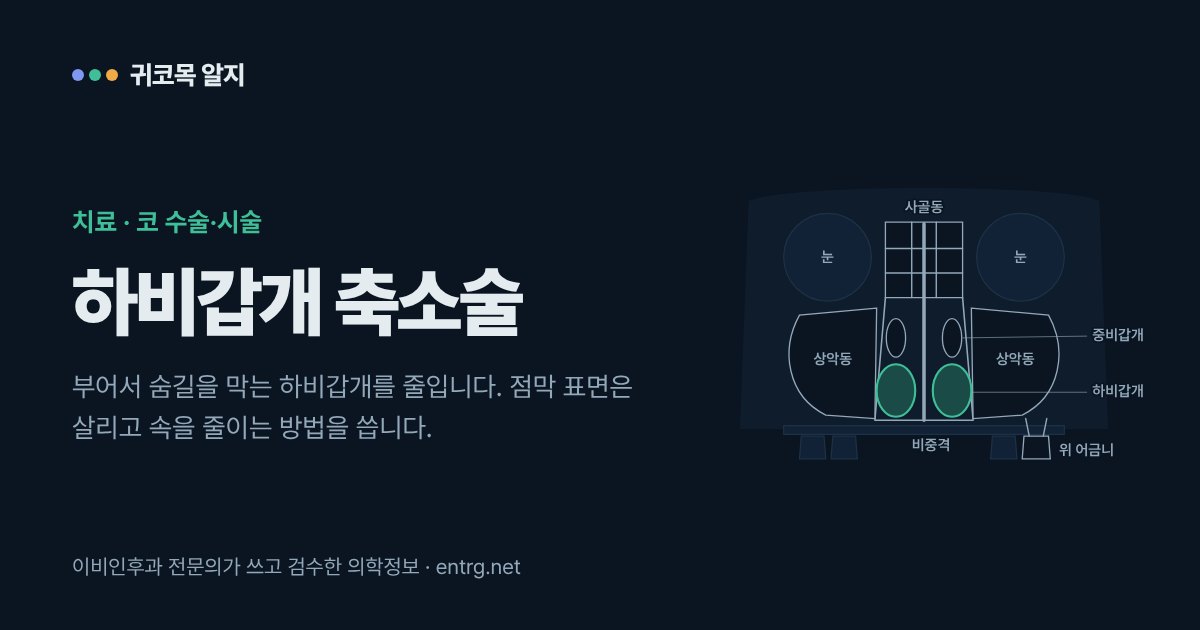 귀코목 알지
치료 · 코 수술·시술
하비갑개 축소술
부어서 숨길을 막는 하비갑개를 줄입니다. 점막 표면은
살리고 속을 줄이는 방법을 씁니다.
사골동
눈
눈
상악동
상악동
중비갑개
하비갑개
비중격
위 어금니
이비인후과 전문의가 쓰고 검수한 의학정보 · entrg.net